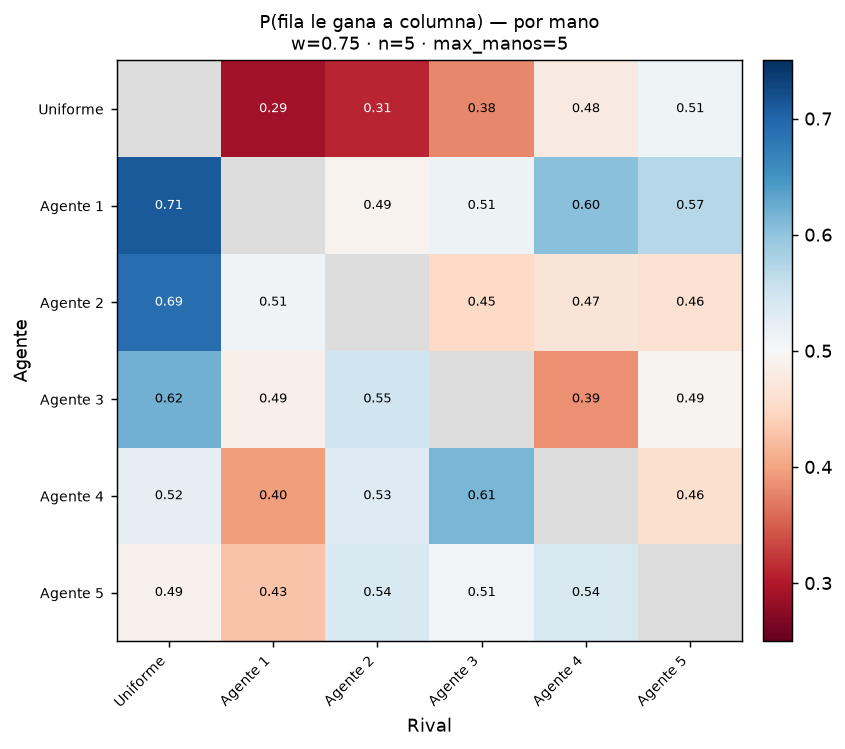 P(fila le gana a columna) — por mano
w=0.75 · n=5 · max_manos=5
Agente
Uniforme 0.29 0.31 0.38 0.48 0.51
Agente 1 0.71 0.49 0.51 0.60 0.57
Agente 2 0.69 0.51 0.45 0.47 0.46
Agente 3 0.62 0.49 0.55 0.39 0.49
Agente 4 0.52 0.40 0.53 0.61 0.46
Agente 5 0.49 0.43 0.54 0.51 0.54
Uniforme Agente 1 Agente 2 Agente 3 Agente 4 Agente 5
Rival
0.7
0.6
0.5
0.4
0.3